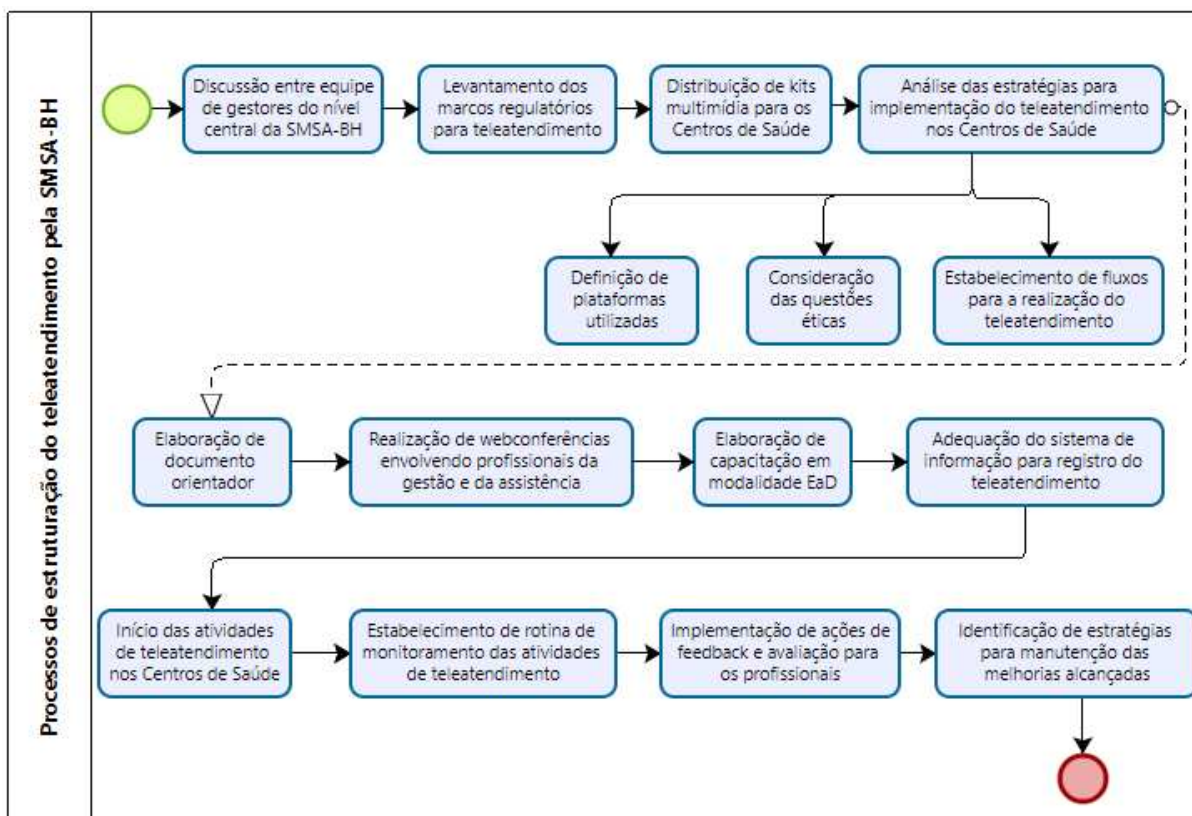 Processos de estruturação do teleatendimento pela SMSA-BH
Discussão entre equipe
de gestores do nível
central da SMSA-BH
Levantamento dos
marcos regulatórios
para teleatendimento
Distribuição de kits
multimídia para os
Centros de Saúde
Análise das estratégias para
implementação do teleatendimento
nos Centros de Saúde
Definição de
plataformas
utilizadas
Consideração
das questões
éticas
Estabelecimento de fluxos
para a realização do
teleatendimento
Elaboração de
documento
orientador
Realização de webconferências
envolvendo profissionais da
gestão e da assistência
Elaboração de
capacitação em
modalidade EaD
Adequação do sistema de
informação para registro do
teleatendimento
Início das atividades
de teleatendimento
nos Centros de Saúde
Estabelecimento de rotina de
monitoramento das atividades
de teleatendimento
Implementação de ações de
feedback e avaliação para
os profissionais
Identificação de estratégias
para manutenção das
melhorias alcançadas